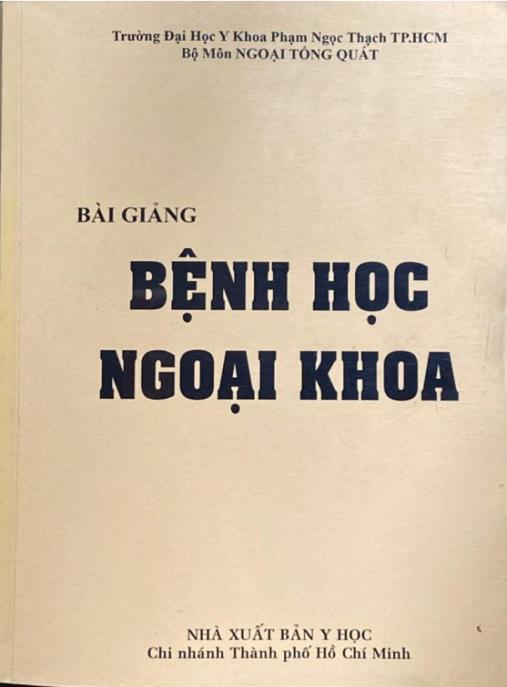 Trường Đại Học Y Khoa Phạm Ngọc Thạch TP.HCM
Bộ Môn NGOẠI TỔNG QUÁT
BÀI GIẢNG
BỆNH HỌC
NGOẠI KHOA
NHÀ XUẤT BẢN Y HỌC
Chi nhánh Thành phố Hồ Chí Minh